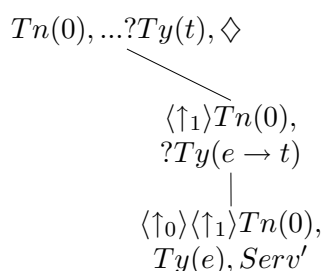 Tn(0), ...?Ty(t), ♢
⟨↑₁⟩Tn(0),
?Ty(e → t)
⟨↑₀⟩⟨↑₁⟩Tn(0),
Ty(e), Serv′